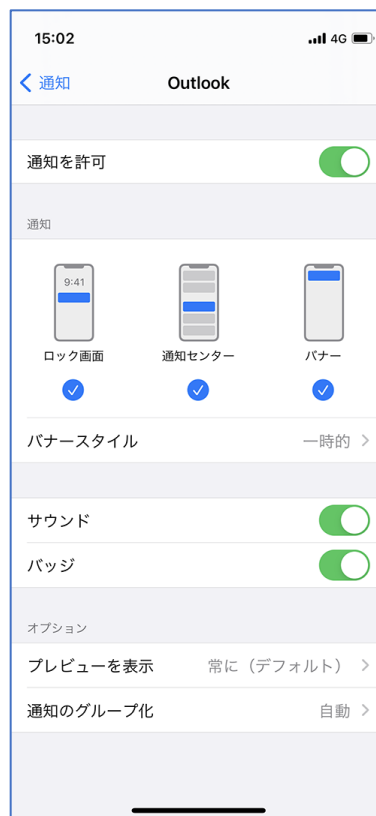 15:02 4G
通知 Outlook
通知を許可
通知
9:41
ロック画面 通知センター バナー
バナースタイル 一時的
サウンド
バッジ
オプション
プレビューを表示 常に（デフォルト）
通知のグループ化 自動